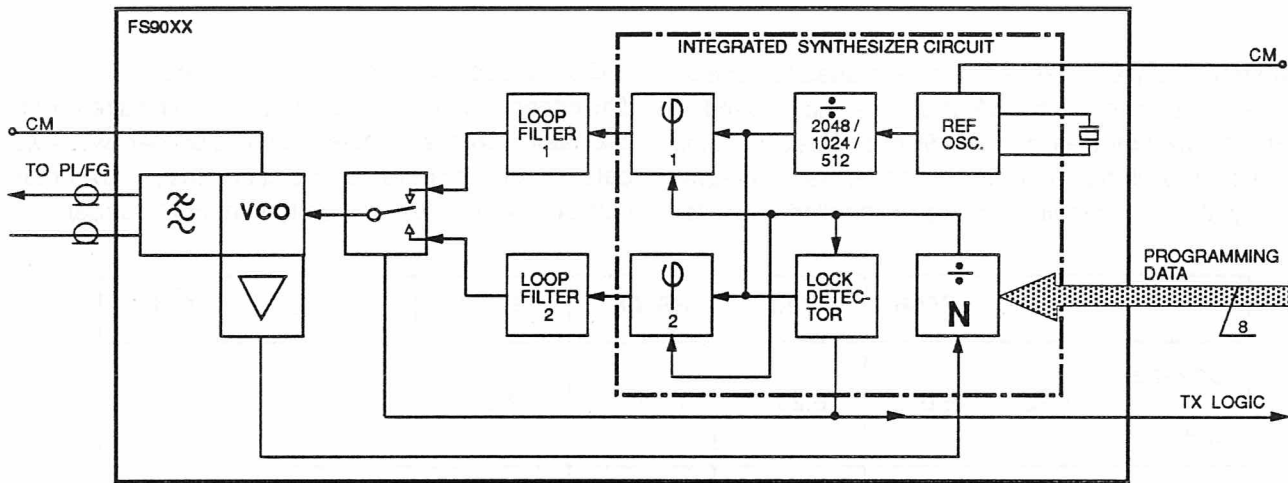 FS90XX
INTEGRATED SYNTHESIZER CIRCUIT
CM
CM
TO PL/FG
LOOP
FILTER
1
φ
1
÷
2048 /
1024 /
512
REF
OSC.
VCO
LOOP
FILTER
2
φ
2
LOCK
DETEC-
TOR
÷
N
PROGRAMMING
DATA
8
TX LOGIC